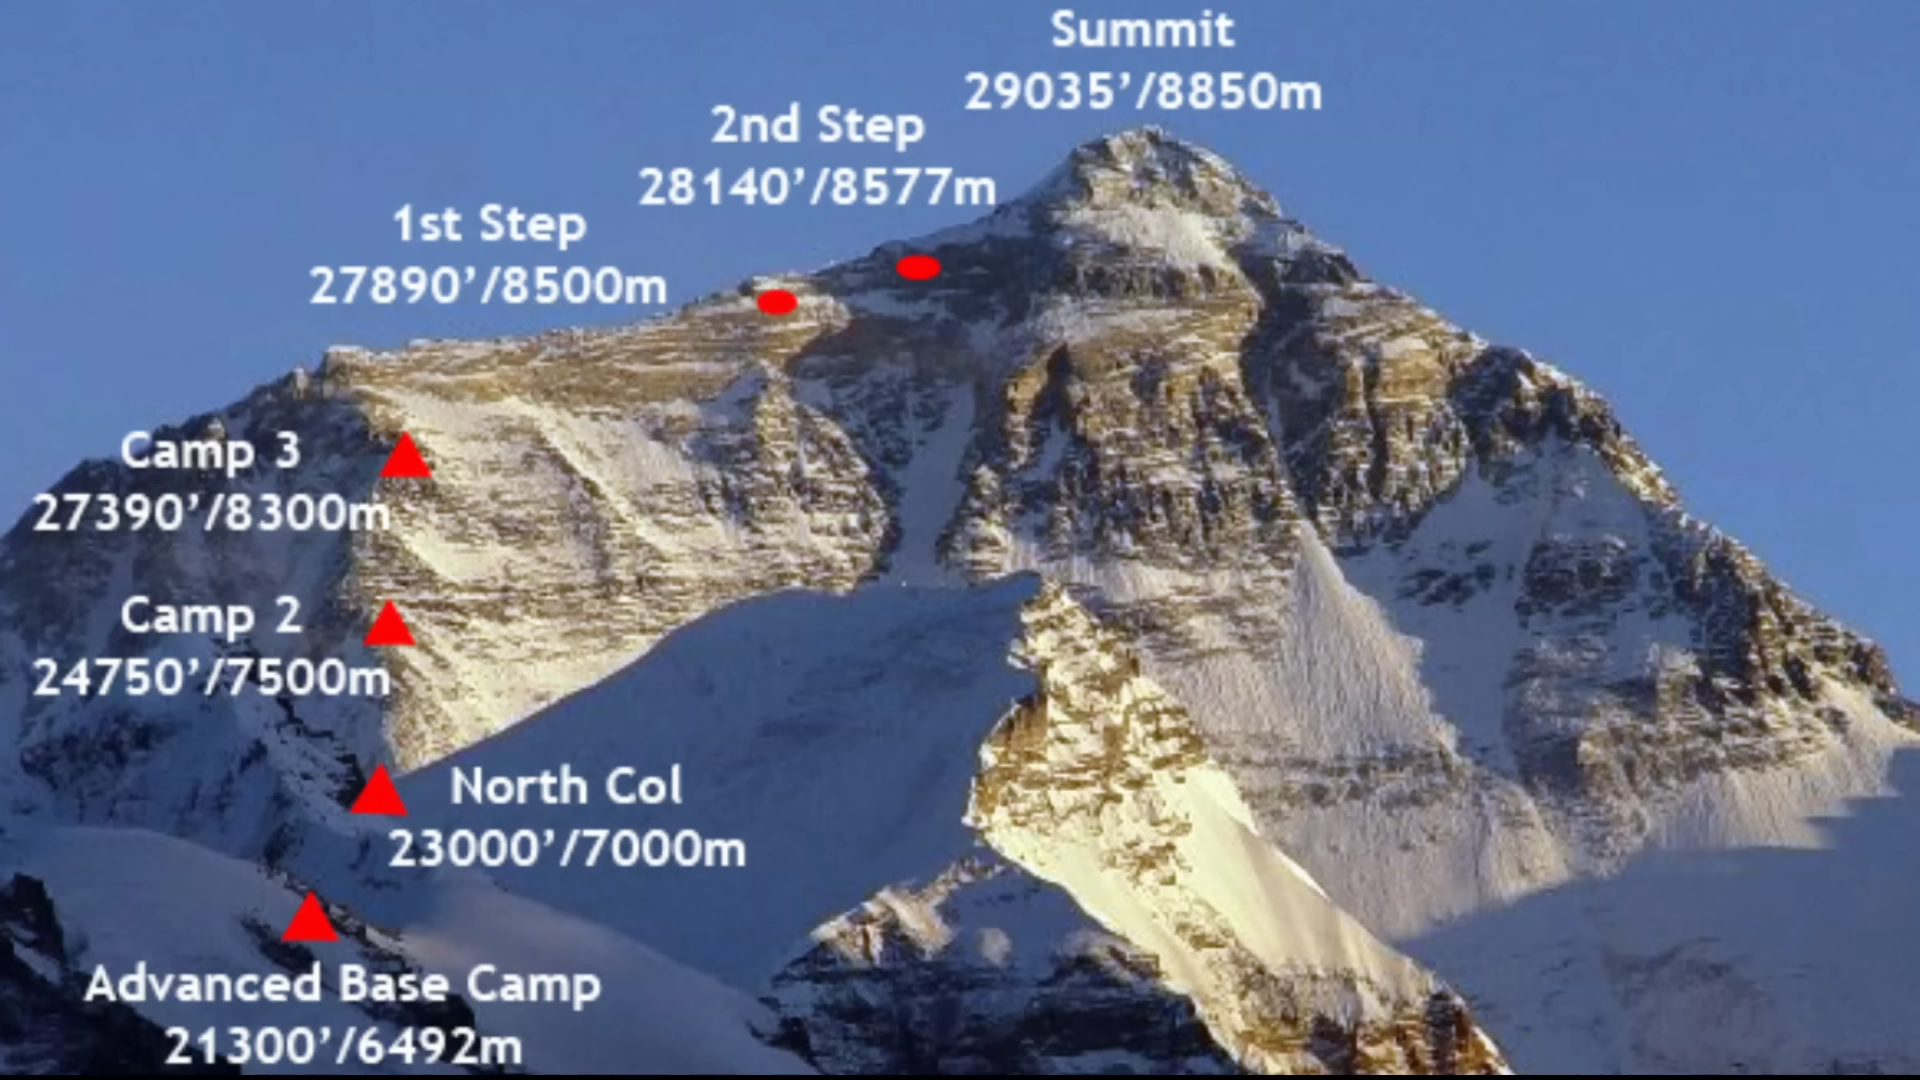 Summit
29035’/8850m
2nd Step
28140’/8577m
1st Step
27890’/8500m
Camp 3
27390’/8300m
Camp 2
24750’/7500m
North Col
23000’/7000m
Advanced Base Camp
21300’/6492m